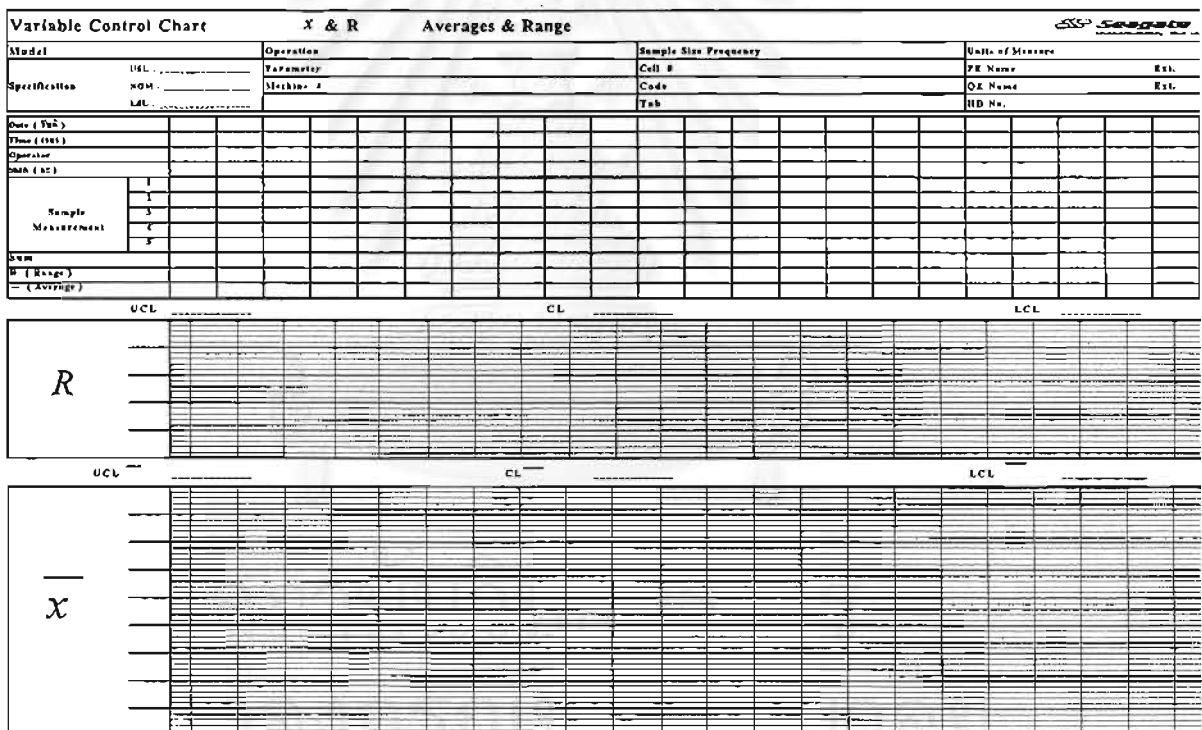 Variable Control Chart x & R Averages & Range Seagate
Model Operation Sample Size Frequency Units of Measure
Specification USL. Parameter Cell # PE Name Ext.
NOM. Machine # Code QE Name Ext.
LSL. Tab HD No.
Date
Time
Operator
Shift
Sample Measurement 1
2
3
4
5
Sum
R ( Range )
( Average )
UCL CL LCL
R
UCL CL LCL
x